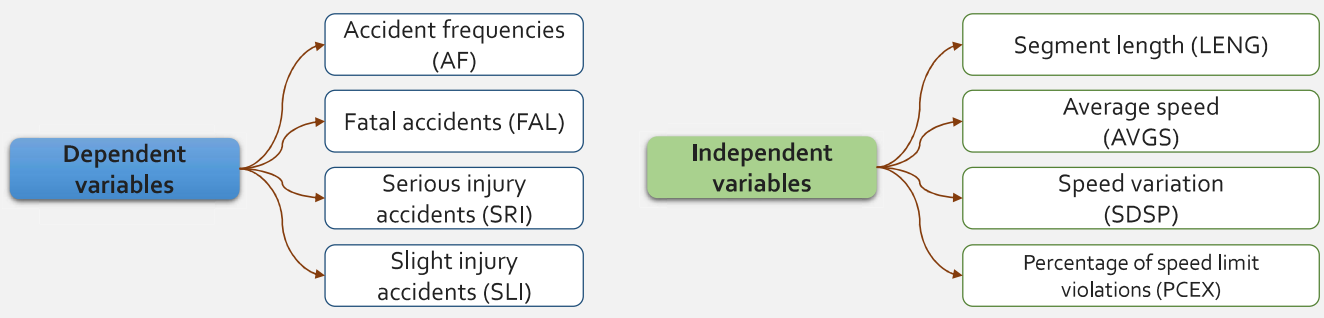 Dependent
variables
Accident frequencies
(AF)
Fatal accidents (FAL)
Serious injury
accidents (SRI)
Slight injury
accidents (SLI)
Independent
variables
Segment length (LENG)
Average speed
(AVGS)
Speed variation
(SDSP)
Percentage of speed limit
violations (PCEX)